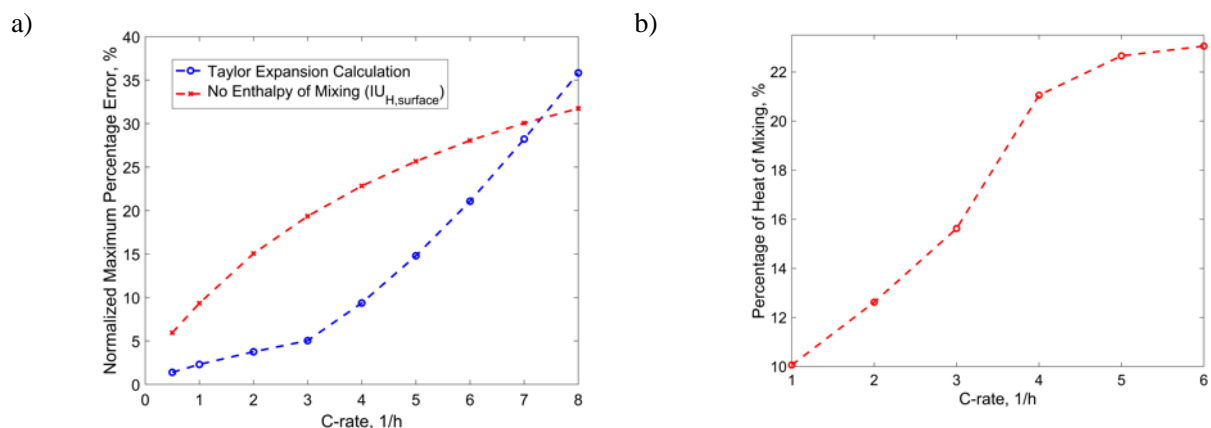 a)
Normalized Maximum Percentage Error, %
40
35
30
25
20
15
10
5
0
Taylor Expansion Calculation
No Enthalpy of Mixing (IU_H,surface)
0 1 2 3 4 5 6 7 8
C-rate, 1/h
b)
Percentage of Heat of Mixing, %
22
20
18
16
14
12
10
1 2 3 4 5 6
C-rate, 1/h